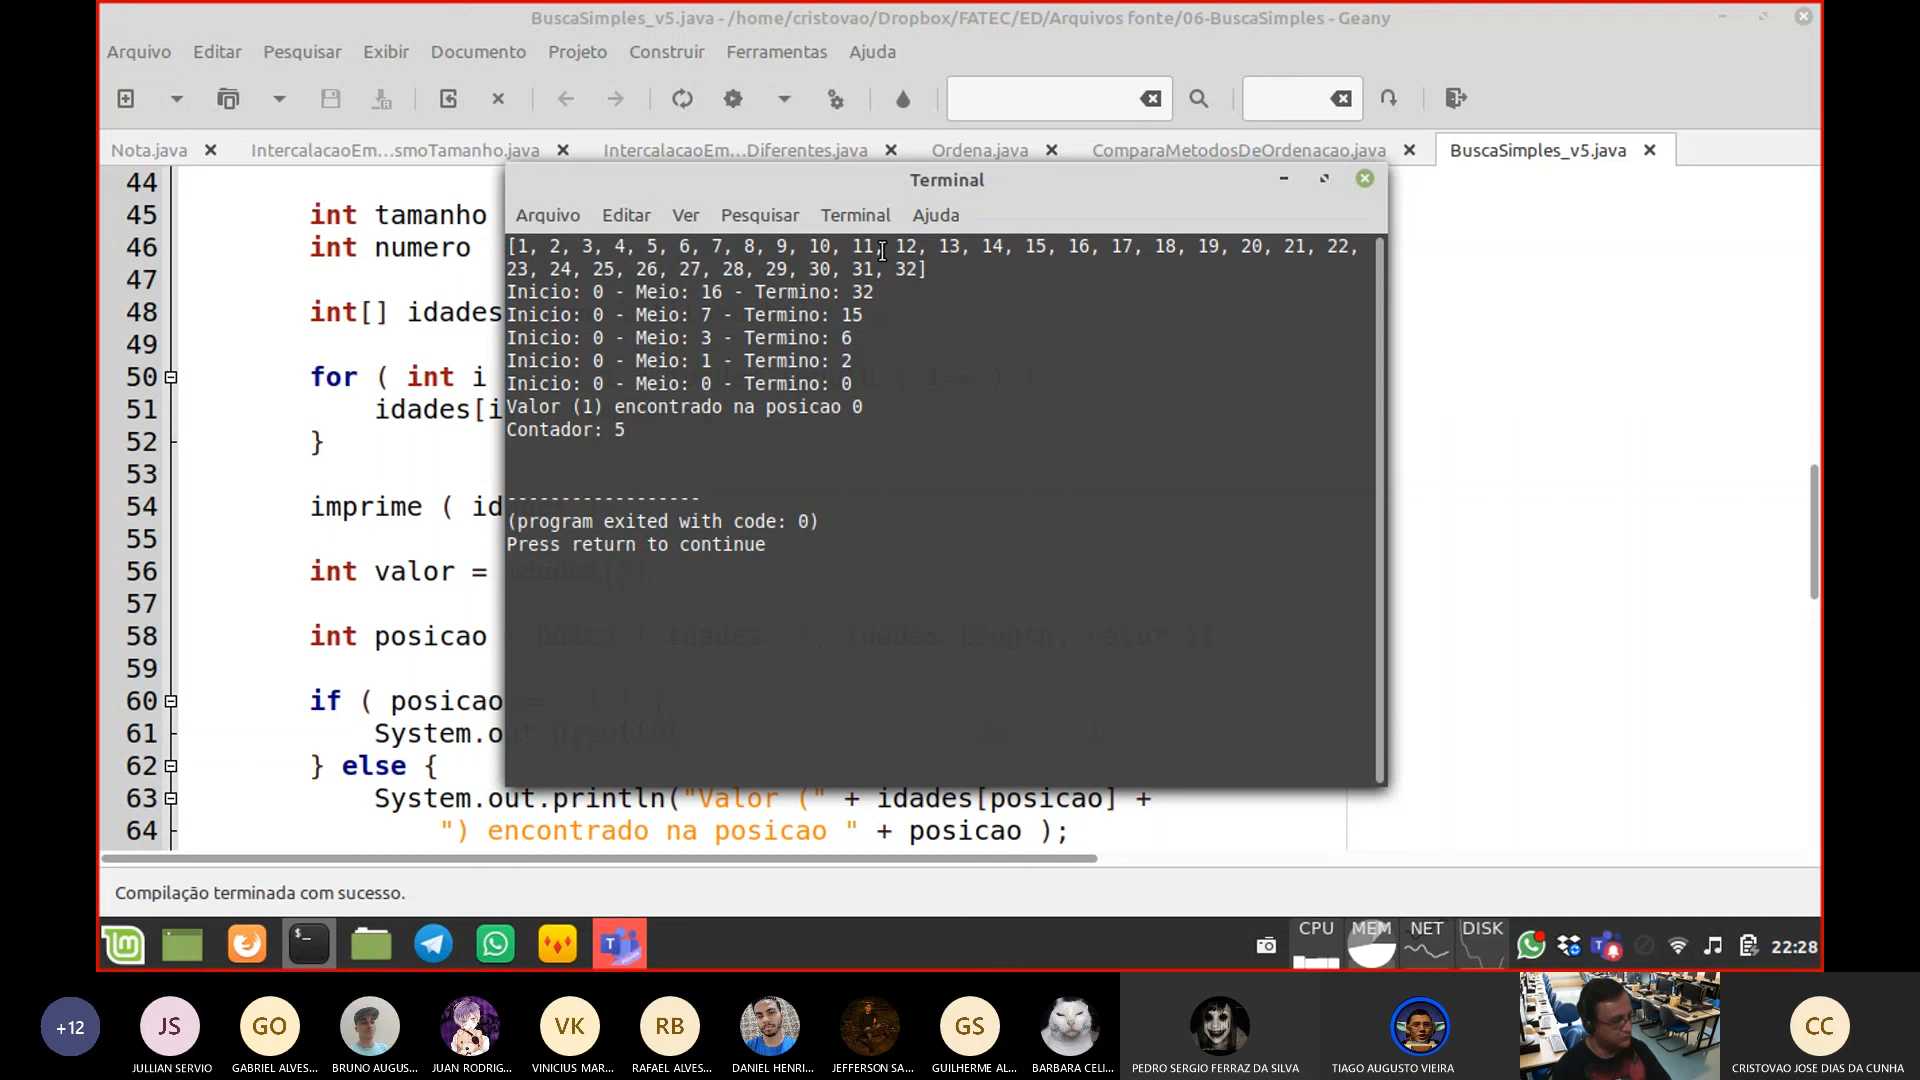 BuscaSimples_v5.java - /home/cristovao/Dropbox/FATEC/ED/Arquivos fonte/06-BuscaSimples - Geany
Arquivo Editar Pesquisar Exibir Documento Projeto Construir Ferramentas Ajuda
Nota.java IntercalacaoEm...smoTamanho.java IntercalacaoEm...Diferentes.java Ordena.java ComparaMetodosDeOrdenacao.java BuscaSimples_v5.java
Terminal
Arquivo Editar Ver Pesquisar Terminal Ajuda
[1, 2, 3, 4, 5, 6, 7, 8, 9, 10, 11, 12, 13, 14, 15, 16, 17, 18, 19, 20, 21, 22,
23, 24, 25, 26, 27, 28, 29, 30, 31, 32]
Inicio: 0 - Meio: 16 - Termino: 32
Inicio: 0 - Meio: 7 - Termino: 15
Inicio: 0 - Meio: 3 - Termino: 6
Inicio: 0 - Meio: 1 - Termino: 2
Inicio: 0 - Meio: 0 - Termino: 0
Valor (1) encontrado na posicao 0
Contador: 5
------------------
(program exited with code: 0)
Press return to continue
44
45 int tamanho
46 int numero
47
48 int[] idades
49
50 for ( int i
51 idades[i
52 }
53
54 imprime ( id
55
56 int valor =
57
58 int posicao
59
60 if ( posicao
61 System.o
62 } else {
63 System.out.println("Valor (" + idades[posicao] +
64 ") encontrado na posicao " + posicao );
Compilação terminada com sucesso.
CPU MEM NET DISK 22:28
+12
JS JULLIAN SERVIO
GO GABRIEL ALVES...
BRUNO AUGUS...
JUAN RODRIG...
VK VINICIUS MAR...
RB RAFAEL ALVES...
DANIEL HENRI...
JEFFERSON SA...
GS GUILHERME AL...
BARBARA CELI...
PEDRO SERGIO FERRAZ DA SILVA
TIAGO AUGUSTO VIEIRA
CC CRISTOVAO JOSE DIAS DA CUNHA